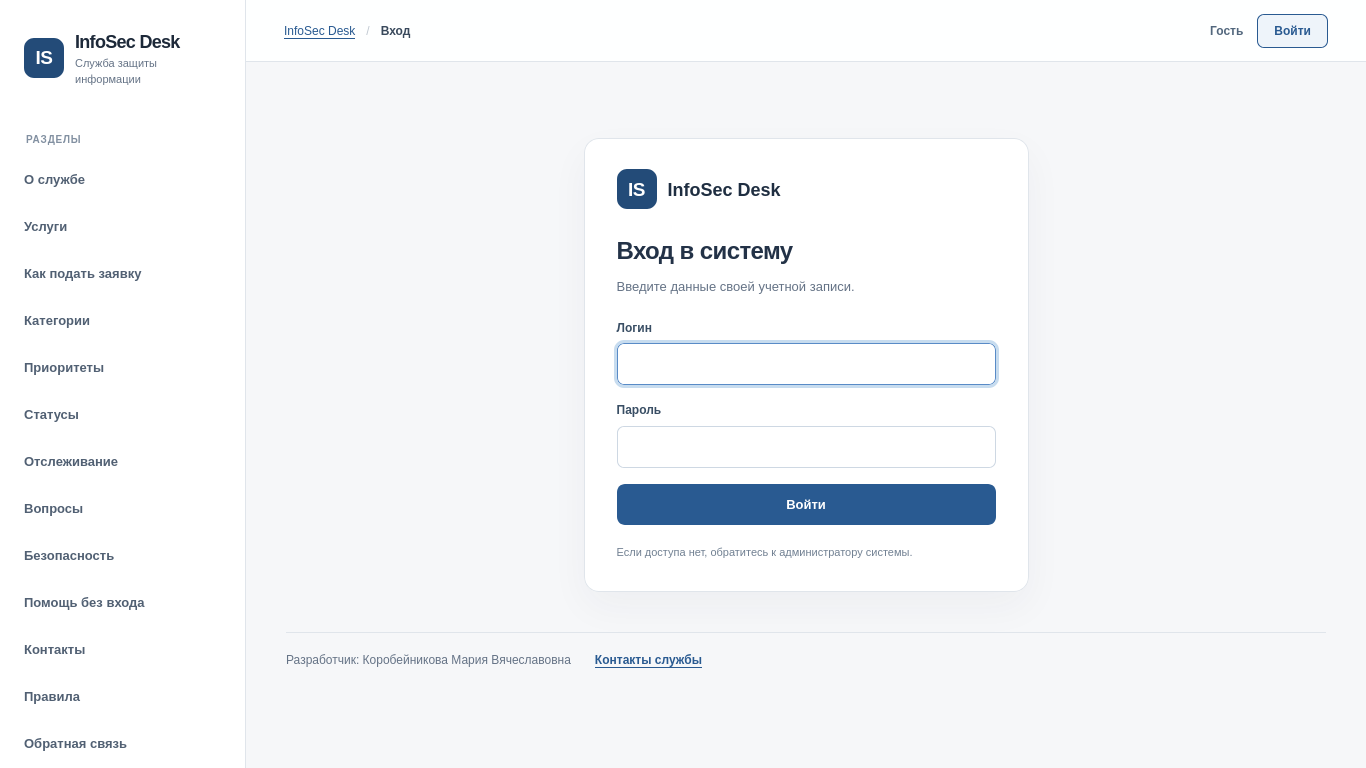 IS
InfoSec Desk
Служба защиты
информации
РАЗДЕЛЫ
О службе
Услуги
Как подать заявку
Категории
Приоритеты
Статусы
Отслеживание
Вопросы
Безопасность
Помощь без входа
Контакты
Правила
Обратная связь
InfoSec Desk / Вход
Гость
Войти
IS
InfoSec Desk
Вход в систему
Введите данные своей учетной записи.
Логин
Пароль
Войти
Если доступа нет, обратитесь к администратору системы.
Разработчик: Коробейникова Мария Вячеславовна
Контакты службы